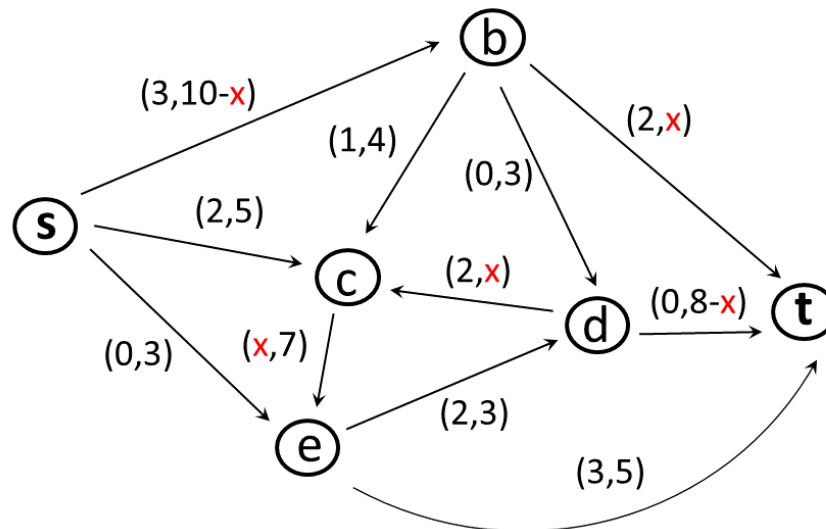 b
(3,10-x)
(2,x)
(1,4)
(0,3)
s
(2,5)
c
(2,x)
(0,8-x)
t
d
(0,3)
(x,7)
(2,3)
e
(3,5)